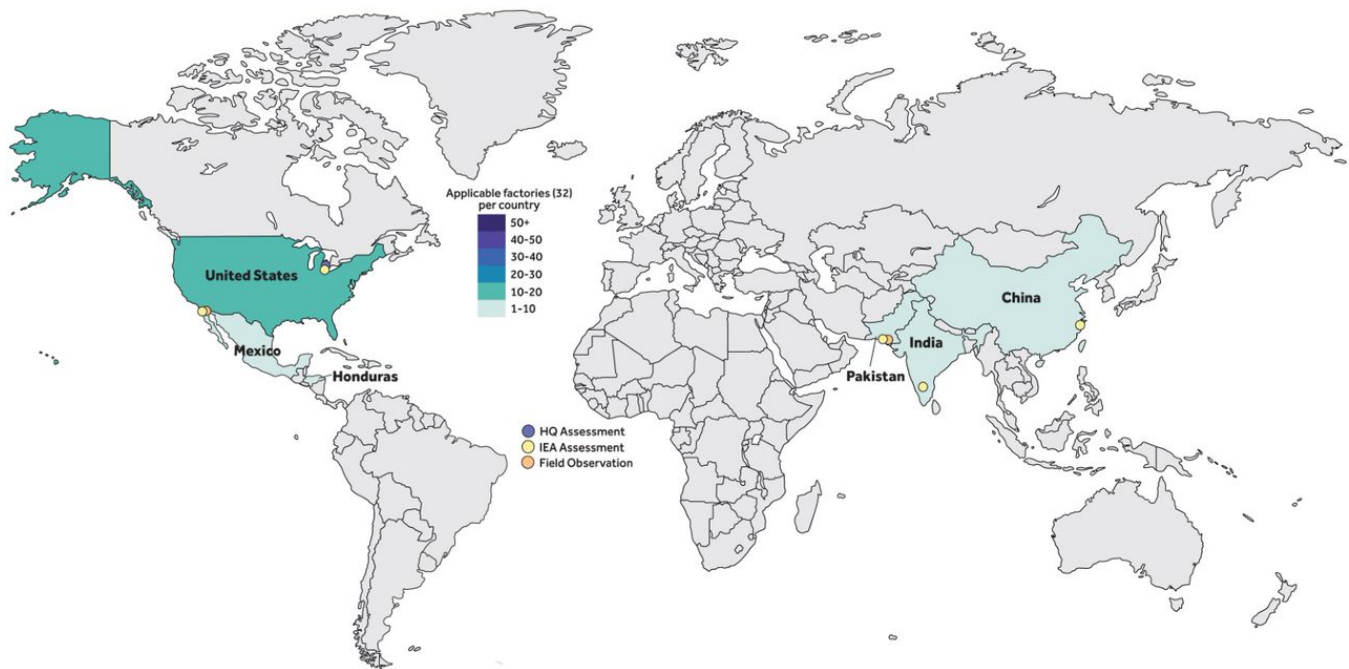 Applicable factories (32)
per country
50+
40-50
30-40
20-30
10-20
1-10
United States
China
Mexico
India
Honduras
Pakistan
HQ Assessment
IEA Assessment
Field Observation